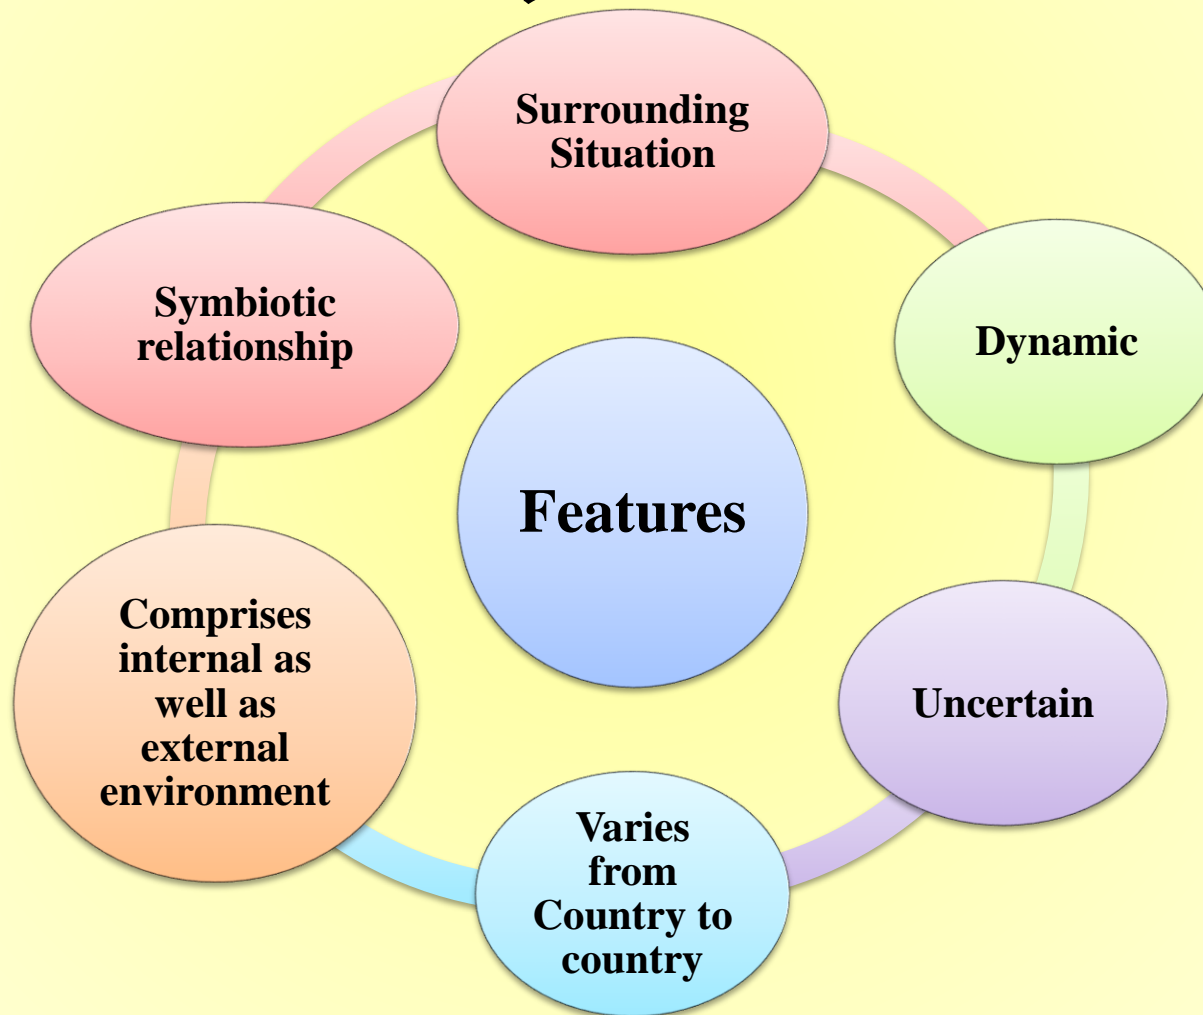 Surrounding
Situation
Symbiotic
relationship
Dynamic
Features
Comprises
internal as
well as
external
environment
Uncertain
Varies
from
Country to
country